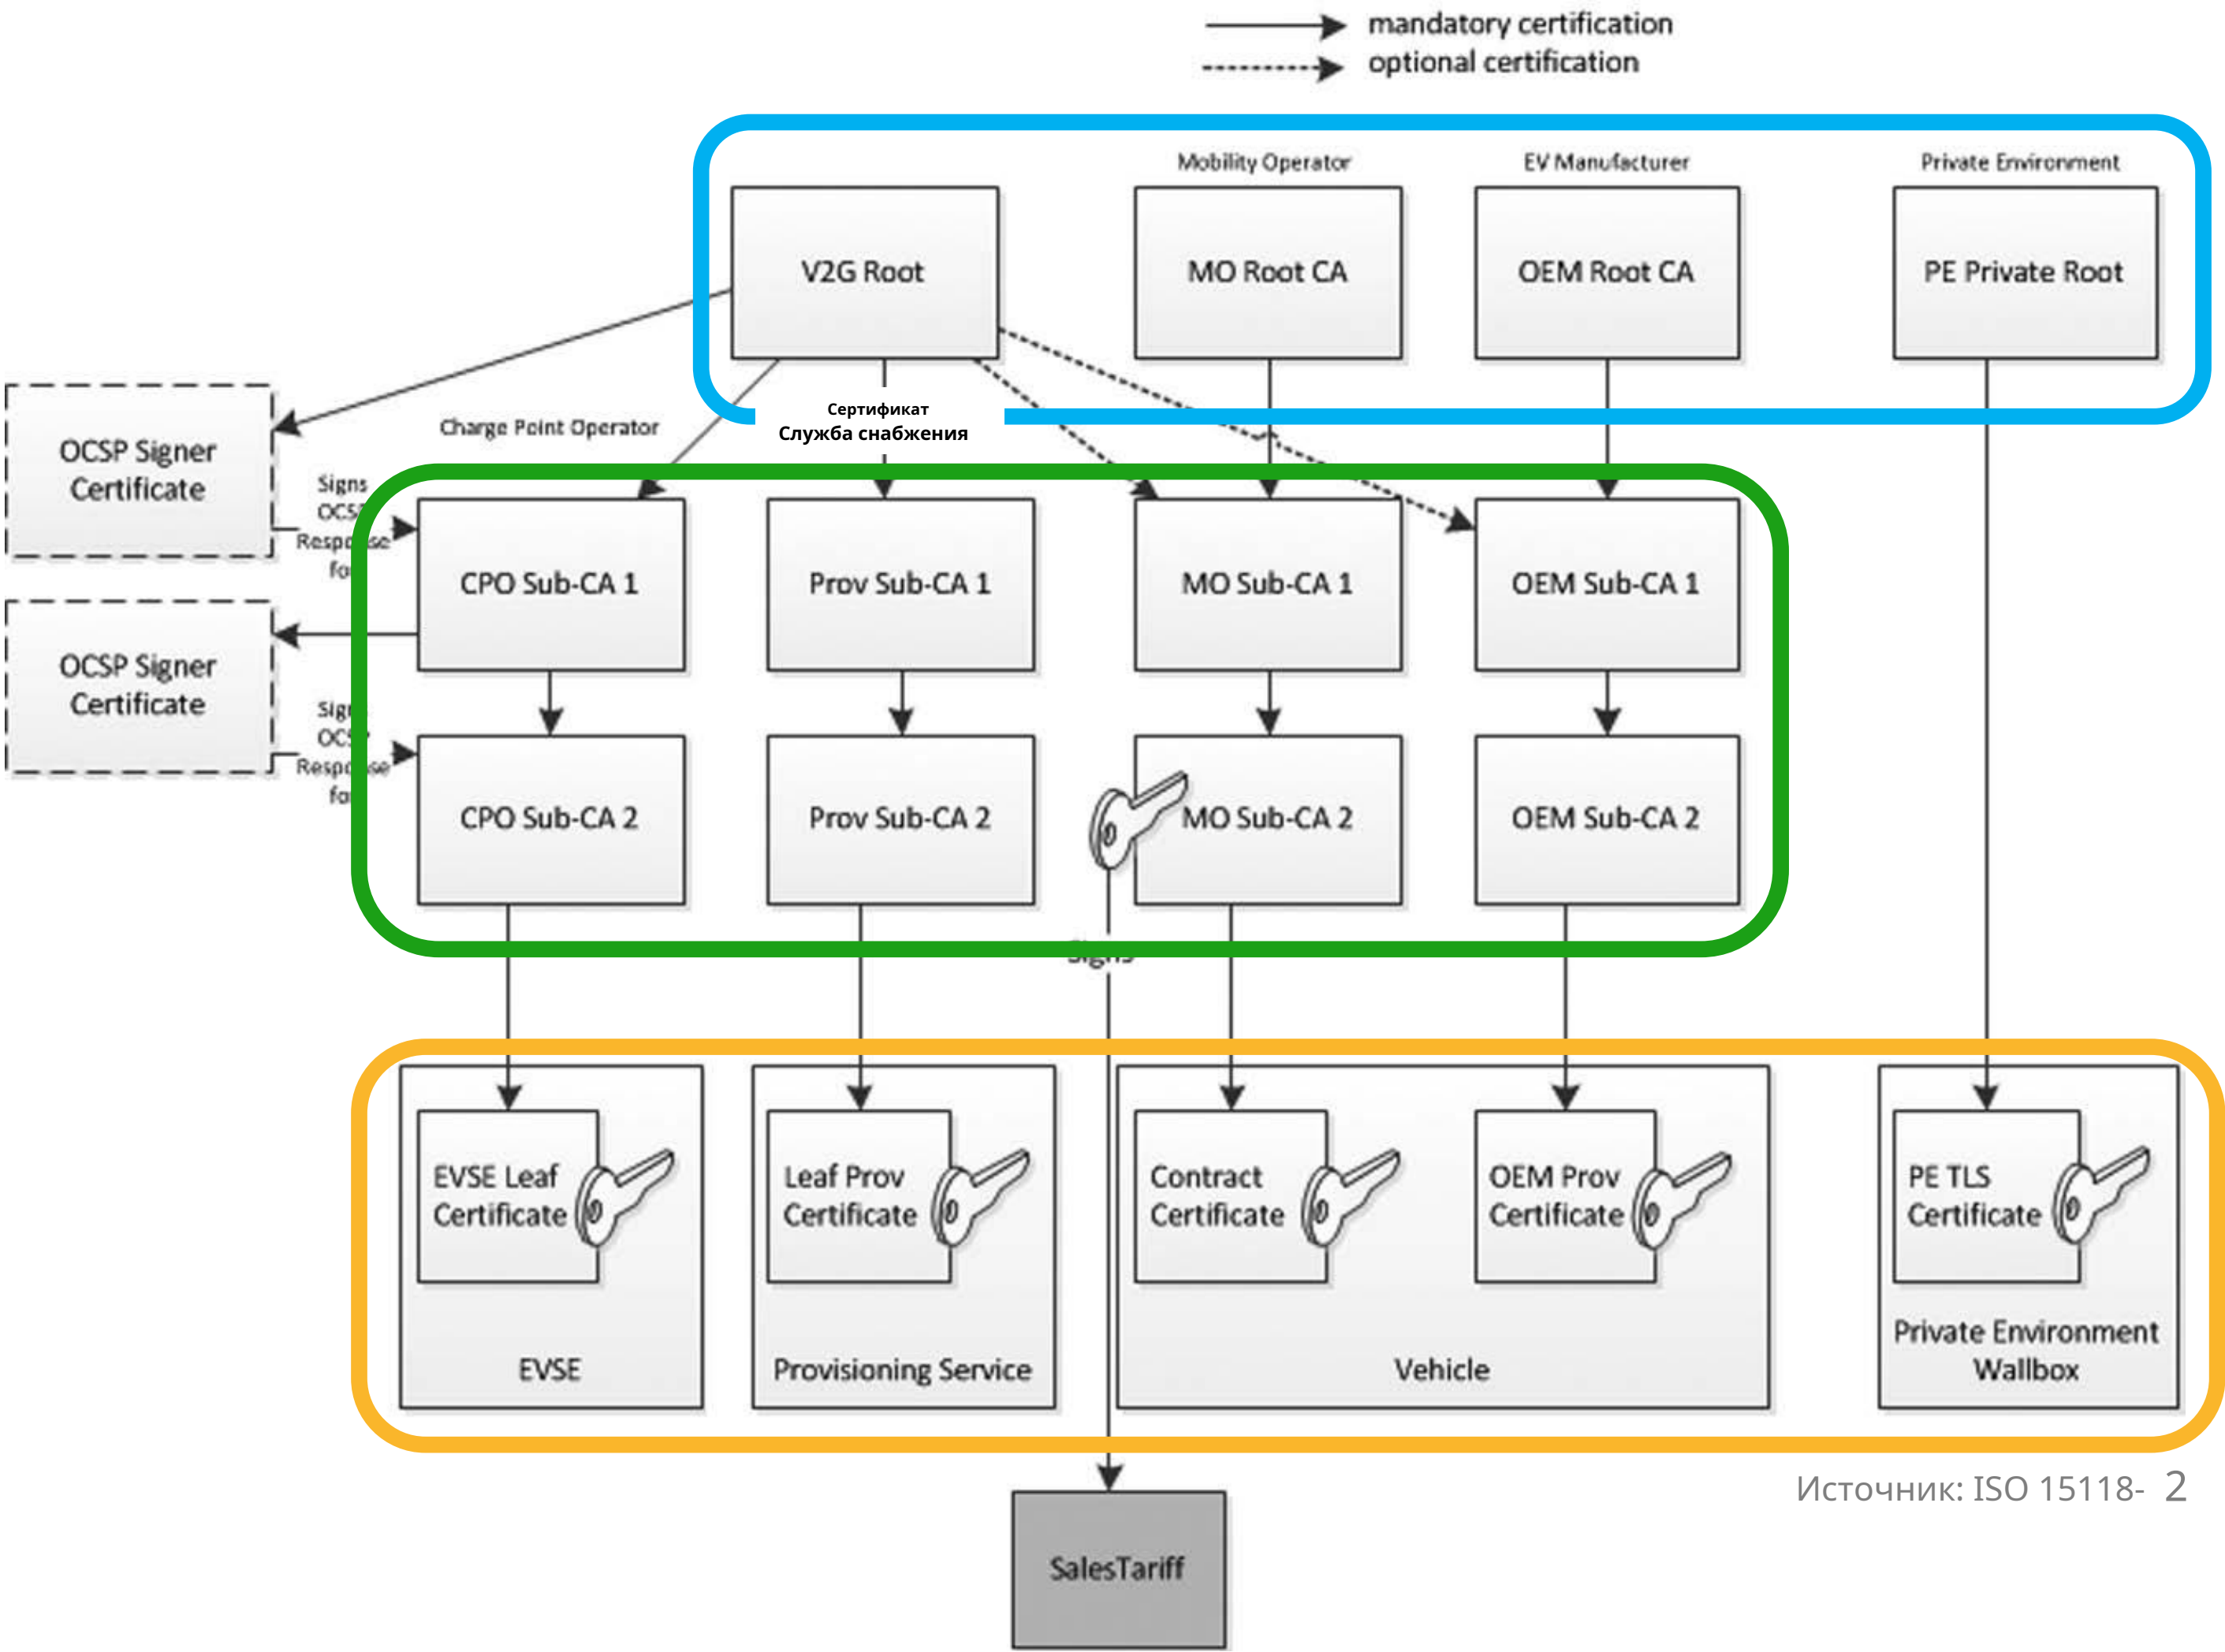 mandatory certification
optional certification
Mobility Operator
EV Manufacturer
Private Environment
V2G Root
MO Root CA
OEM Root CA
PE Private Root
Сертификат
Служба снабжения
Charge Point Operator
OCSP Signer
Certificate
Signs
Response
CPO Sub-CA 1
Prov Sub-CA 1
MO Sub-CA 1
OEM Sub-CA 1
OCSP Signer
Certificate
Response
CPO Sub-CA 2
Prov Sub-CA 2
MO Sub-CA 2
OEM Sub-CA 2
EVSE Leaf
Certificate
Leaf Prov
Certificate
Contract
Certificate
OEM Prov
Certificate
PE TLS
Certificate
EVSE
Provisioning Service
Vehicle
Private Environment
Wallbox
Источник: ISO 15118- 2
SalesTariff